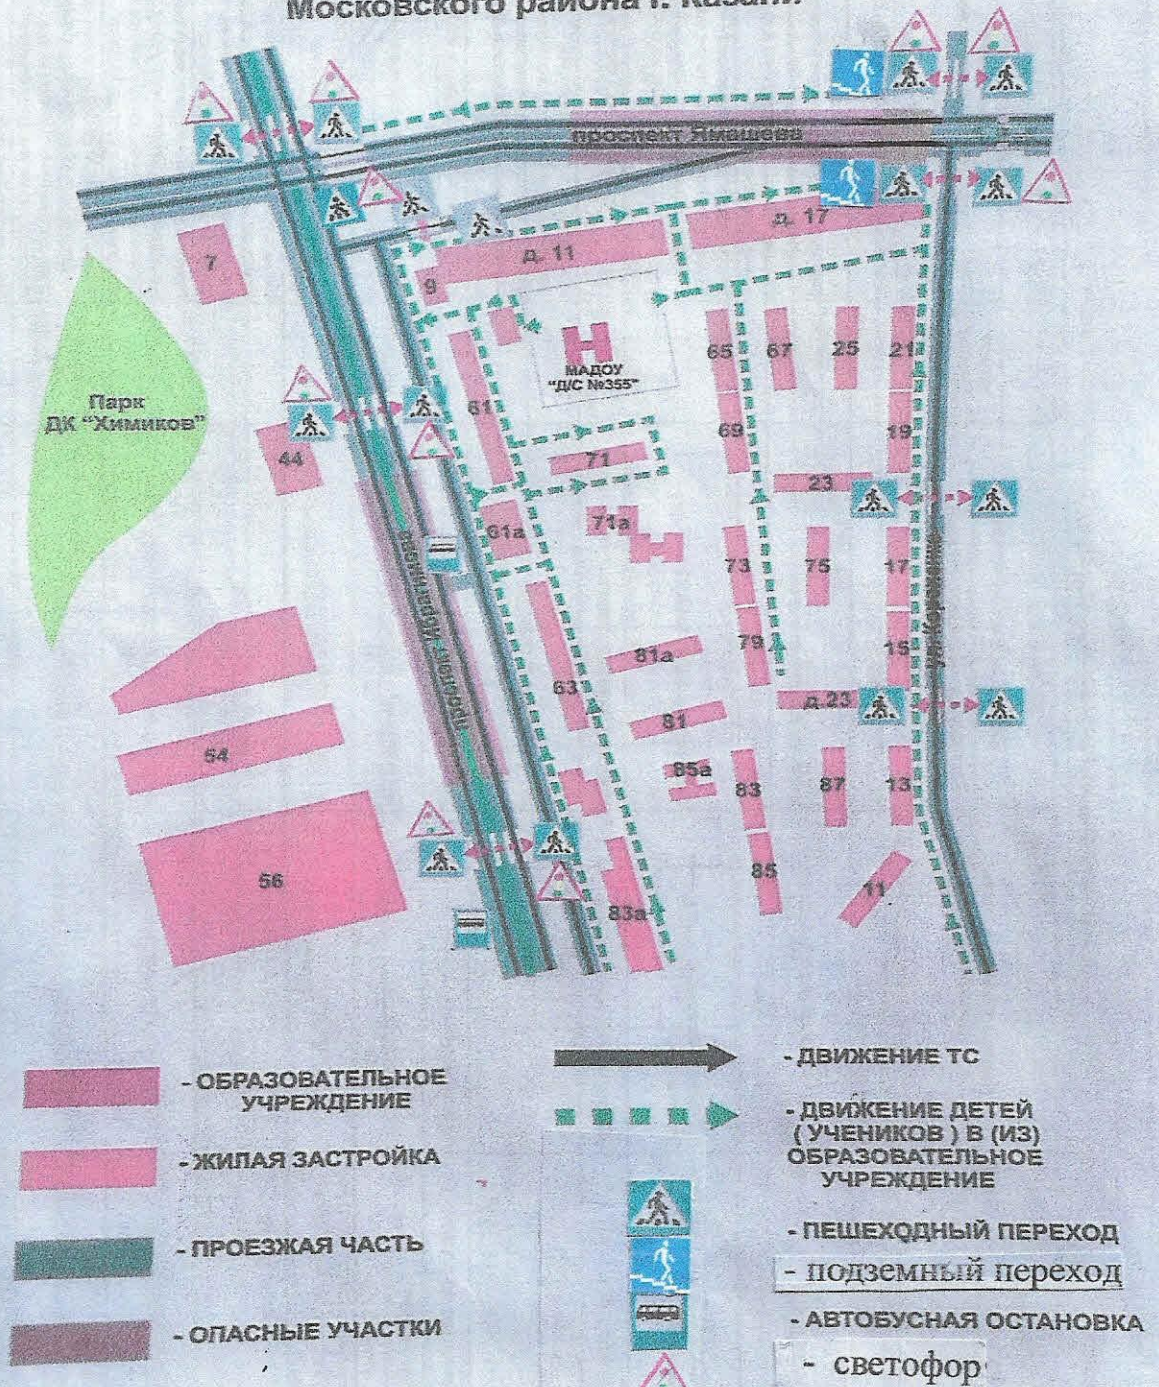 Московского района г. Казани
проспект Ямашева
д. 17
д. 11
7
9
МАДОУ
"Д/С №355"
65
67
25
21
Парк
ДК "Химиков"
61
69
19
44
71
23
61а
71а
73
75
17
79
15
81а
63
81
д.23
54
85а
83
87
13
56
85
11
83а
- ОБРАЗОВАТЕЛЬНОЕ
УЧРЕЖДЕНИЕ
- ЖИЛАЯ ЗАСТРОЙКА
- ПРОЕЗЖАЯ ЧАСТЬ
- ОПАСНЫЕ УЧАСТКИ
- ДВИЖЕНИЕ ТС
- ДВИЖЕНИЕ ДЕТЕЙ
( УЧЕНИКОВ ) В (ИЗ)
ОБРАЗОВАТЕЛЬНОЕ
УЧРЕЖДЕНИЕ
- ПЕШЕХОДНЫЙ ПЕРЕХОД
- подземный переход
- АВТОБУСНАЯ ОСТАНОВКА
- светофор